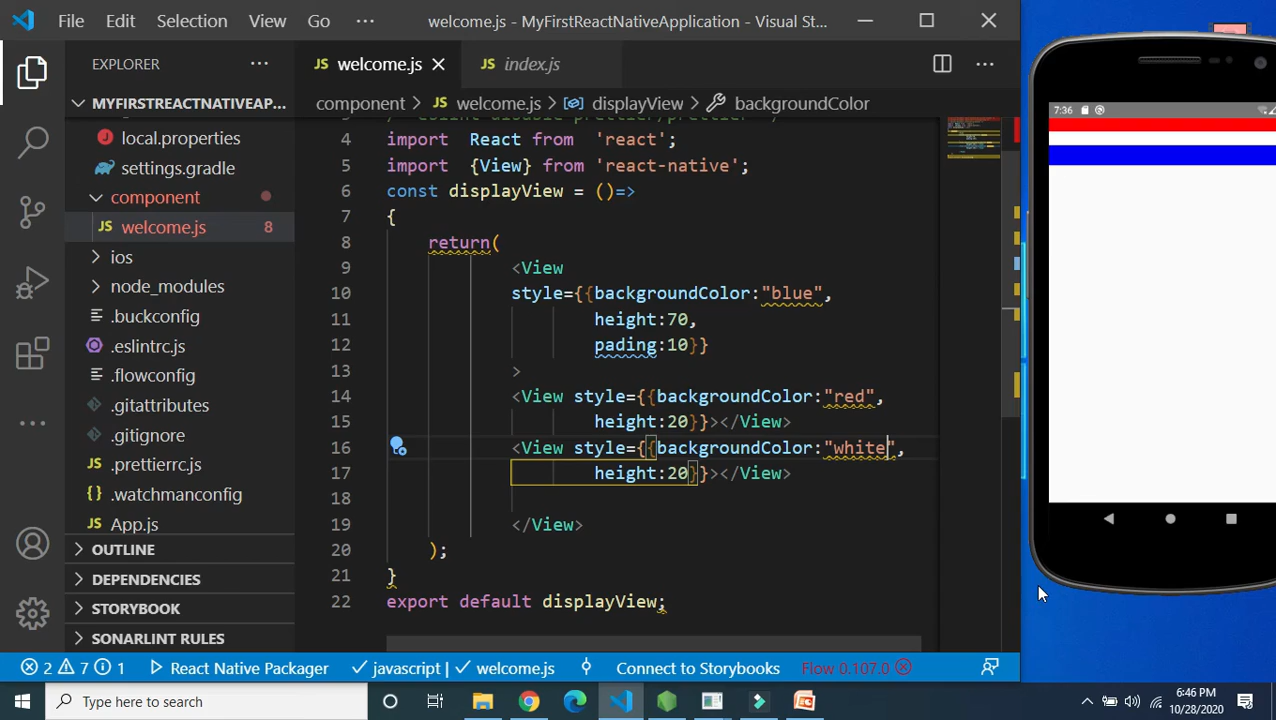 File Edit Selection View Go ··· welcome.js - MyFirstReactNativeApplication - Visual St...
EXPLORER ···
MYFIRSTREACTNATIVEAP...
local.properties
settings.gradle
component
JS welcome.js 8
ios
node_modules
.buckconfig
.eslintrc.js
.flowconfig
.gitattributes
.gitignore
.prettierrc.js
.watchmanconfig
JS App.js
OUTLINE
DEPENDENCIES
STORYBOOK
SONARLINT RULES
JS welcome.js JS index.js ···
component > JS welcome.js > displayView > backgroundColor
4 import React from 'react';
5 import {View} from 'react-native';
6 const displayView = ()=>
7 {
8 return(
9 <View
10 style={{backgroundColor:"blue",
11 height:70,
12 pading:10}}
13 >
14 <View style={{backgroundColor:"red",
15 height:20}}></View>
16 <View style={{backgroundColor:"white",
17 height:20}}></View>
18
19 </View>
20 );
21 }
22 export default displayView;
7:36
2 7 1 React Native Packager javascript | welcome.js Connect to Storybooks Flow 0.107.0
Type here to search
6:46 PM
10/28/2020